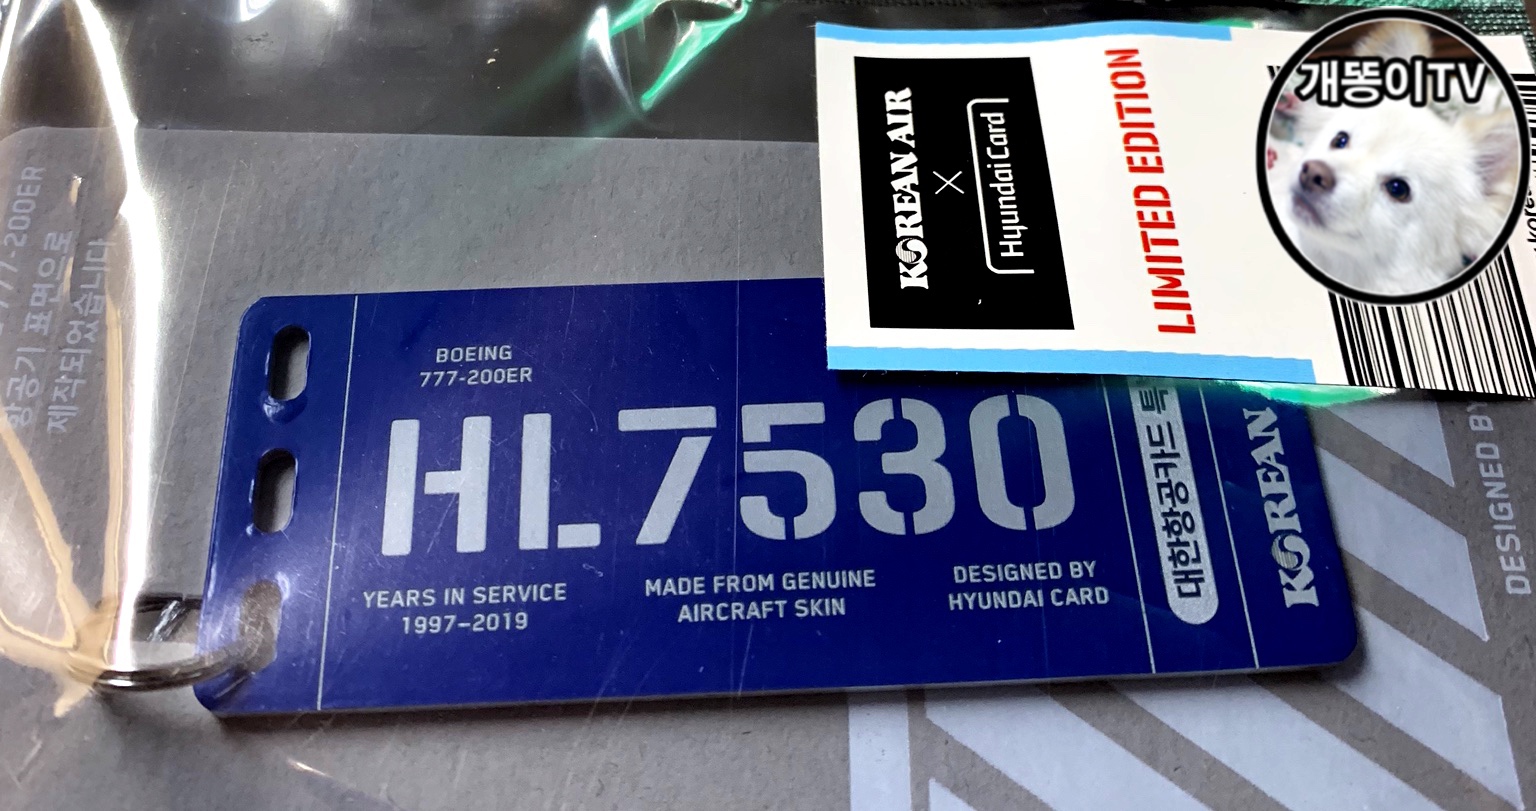 개똥이TV
KOREAN AIR
×
Hyundai Card
LIMITED EDITION
777-200ER
항공기 표면으로
제작되었습니다
BOEING
777-200ER
HL7530
YEARS IN SERVICE
1997-2019
MADE FROM GENUINE
AIRCRAFT SKIN
DESIGNED BY
HYUNDAI CARD
대한항공카드
KOREAN
DESIGNED BY